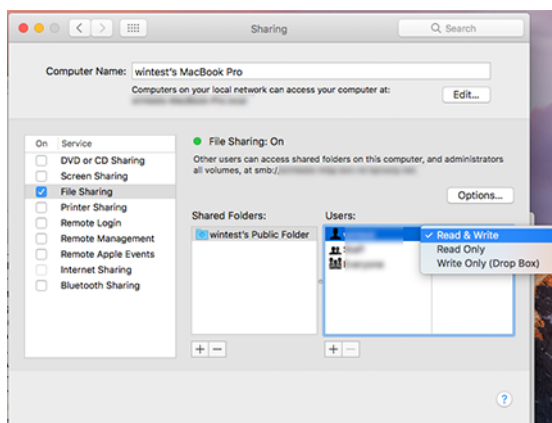 Sharing
Search
Computer Name: wintest's MacBook Pro
Computers on your local network can access your computer at:
Edit...
On Service
DVD or CD Sharing
Screen Sharing
File Sharing
Printer Sharing
Remote Login
Remote Management
Remote Apple Events
Internet Sharing
Bluetooth Sharing
File Sharing: On
Other users can access shared folders on this computer, and administrators
all volumes, at smb:/
Options...
Shared Folders:
wintest's Public Folder
Users:
Read & Write
Read Only
Write Only (Drop Box)